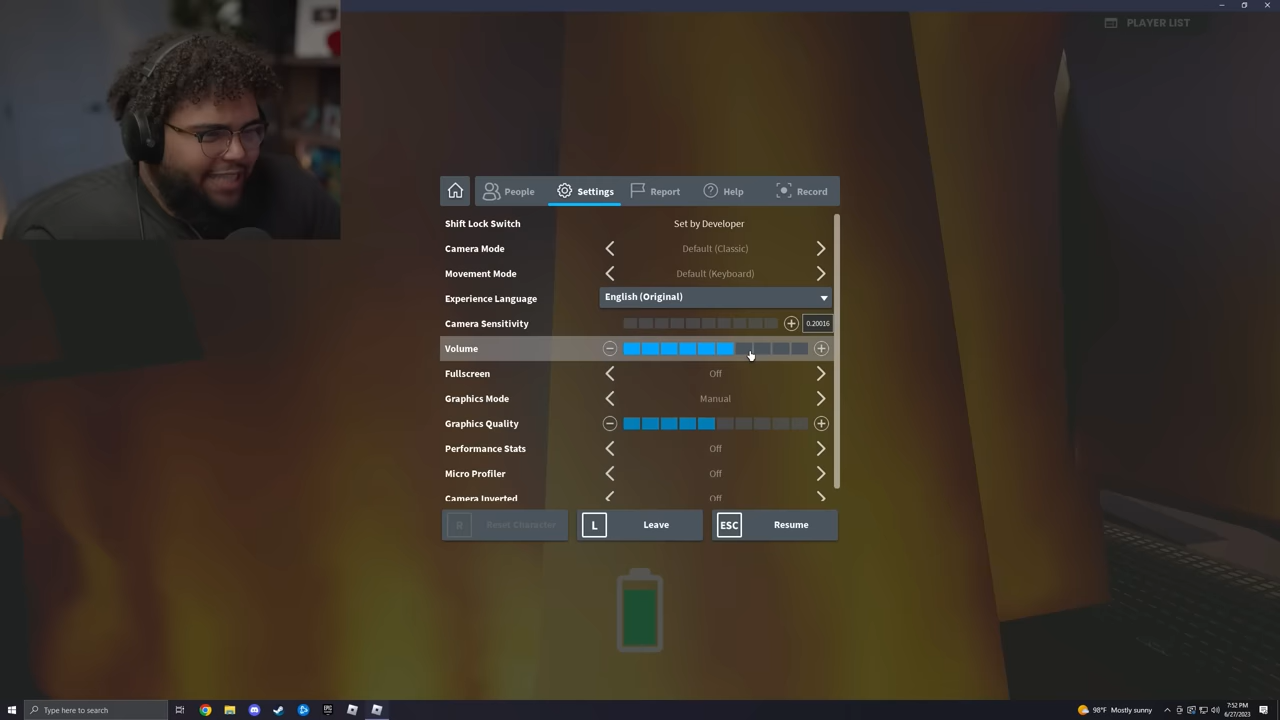 PLAYER LIST
People
Settings
Report
Help
Record
Shift Lock Switch
Set by Developer
Camera Mode
Default (Classic)
Movement Mode
Default (Keyboard)
Experience Language
English (Original)
Camera Sensitivity
0.20016
Volume
Fullscreen
Off
Graphics Mode
Manual
Graphics Quality
Performance Stats
Off
Micro Profiler
Off
Camera Inverted
Off
R
Reset Character
L
Leave
ESC
Resume
Type here to search
98°F Mostly sunny
7:52 PM
6/27/2023